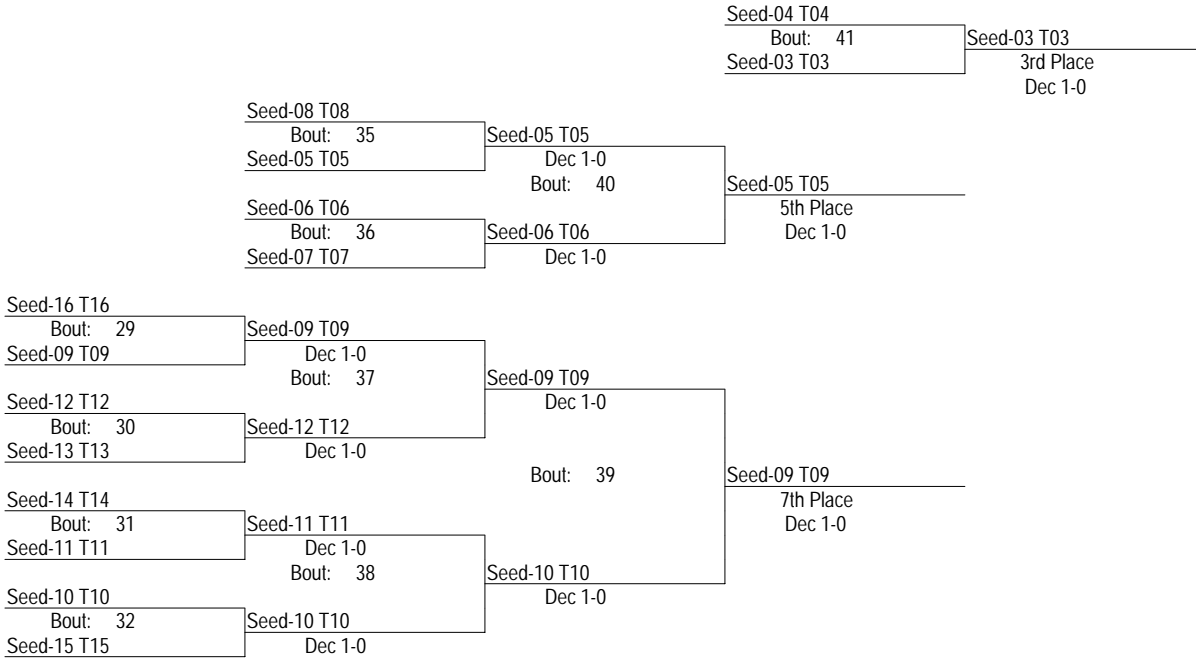 Seed-04 T04
Bout: 41
Seed-03 T03
Seed-03 T03
3rd Place
Dec 1-0
Seed-08 T08
Bout: 35
Seed-05 T05
Seed-05 T05
Dec 1-0
Bout: 40
Seed-06 T06
Bout: 36
Seed-07 T07
Seed-06 T06
Dec 1-0
Seed-05 T05
5th Place
Dec 1-0
Seed-16 T16
Bout: 29
Seed-09 T09
Seed-09 T09
Dec 1-0
Bout: 37
Seed-12 T12
Bout: 30
Seed-13 T13
Seed-12 T12
Dec 1-0
Seed-09 T09
Dec 1-0
Bout: 39
Seed-14 T14
Bout: 31
Seed-11 T11
Seed-11 T11
Dec 1-0
Bout: 38
Seed-10 T10
Bout: 32
Seed-15 T15
Seed-10 T10
Dec 1-0
Seed-10 T10
Dec 1-0
Seed-09 T09
7th Place
Dec 1-0